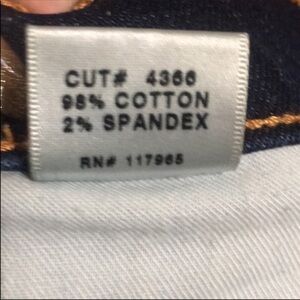 CUT# 4366
98% COTTON
2% SPANDEX
RN# 117965